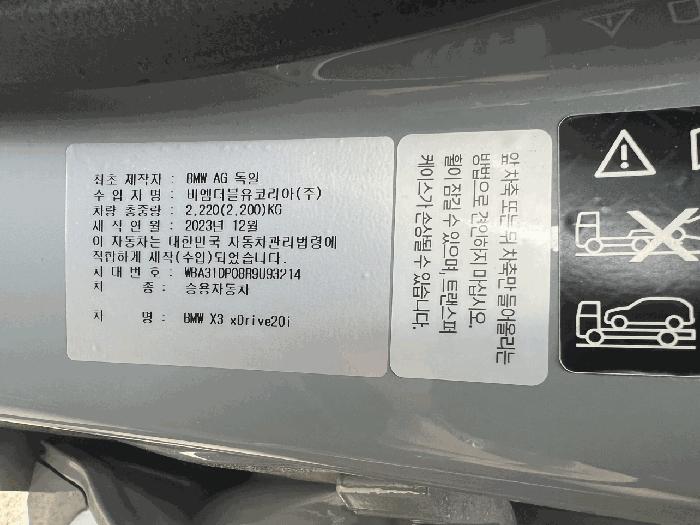 최초 제작자 : BMW AG 독일
수 입 자 명 : 비엠더블유코리아(주)
차량 총중량 : 2,220(2,200)KG
제 작 연 월 : 2023년 12월
이 자동차는 대한민국 자동차관리법령에
적합하게 제작(수입)되었습니다.
차 대 번 호 : WBA31DP08R9U93214
차 종 : 승용자동차
차 명 : BMW X3 xDrive20i
앞 차축 또는 뒤 차축만 들어올리는
방법으로 견인하지 마십시오.
휠이 잠길 수 있으며, 트랜스퍼
케이스가 손상될 수 있습니다.